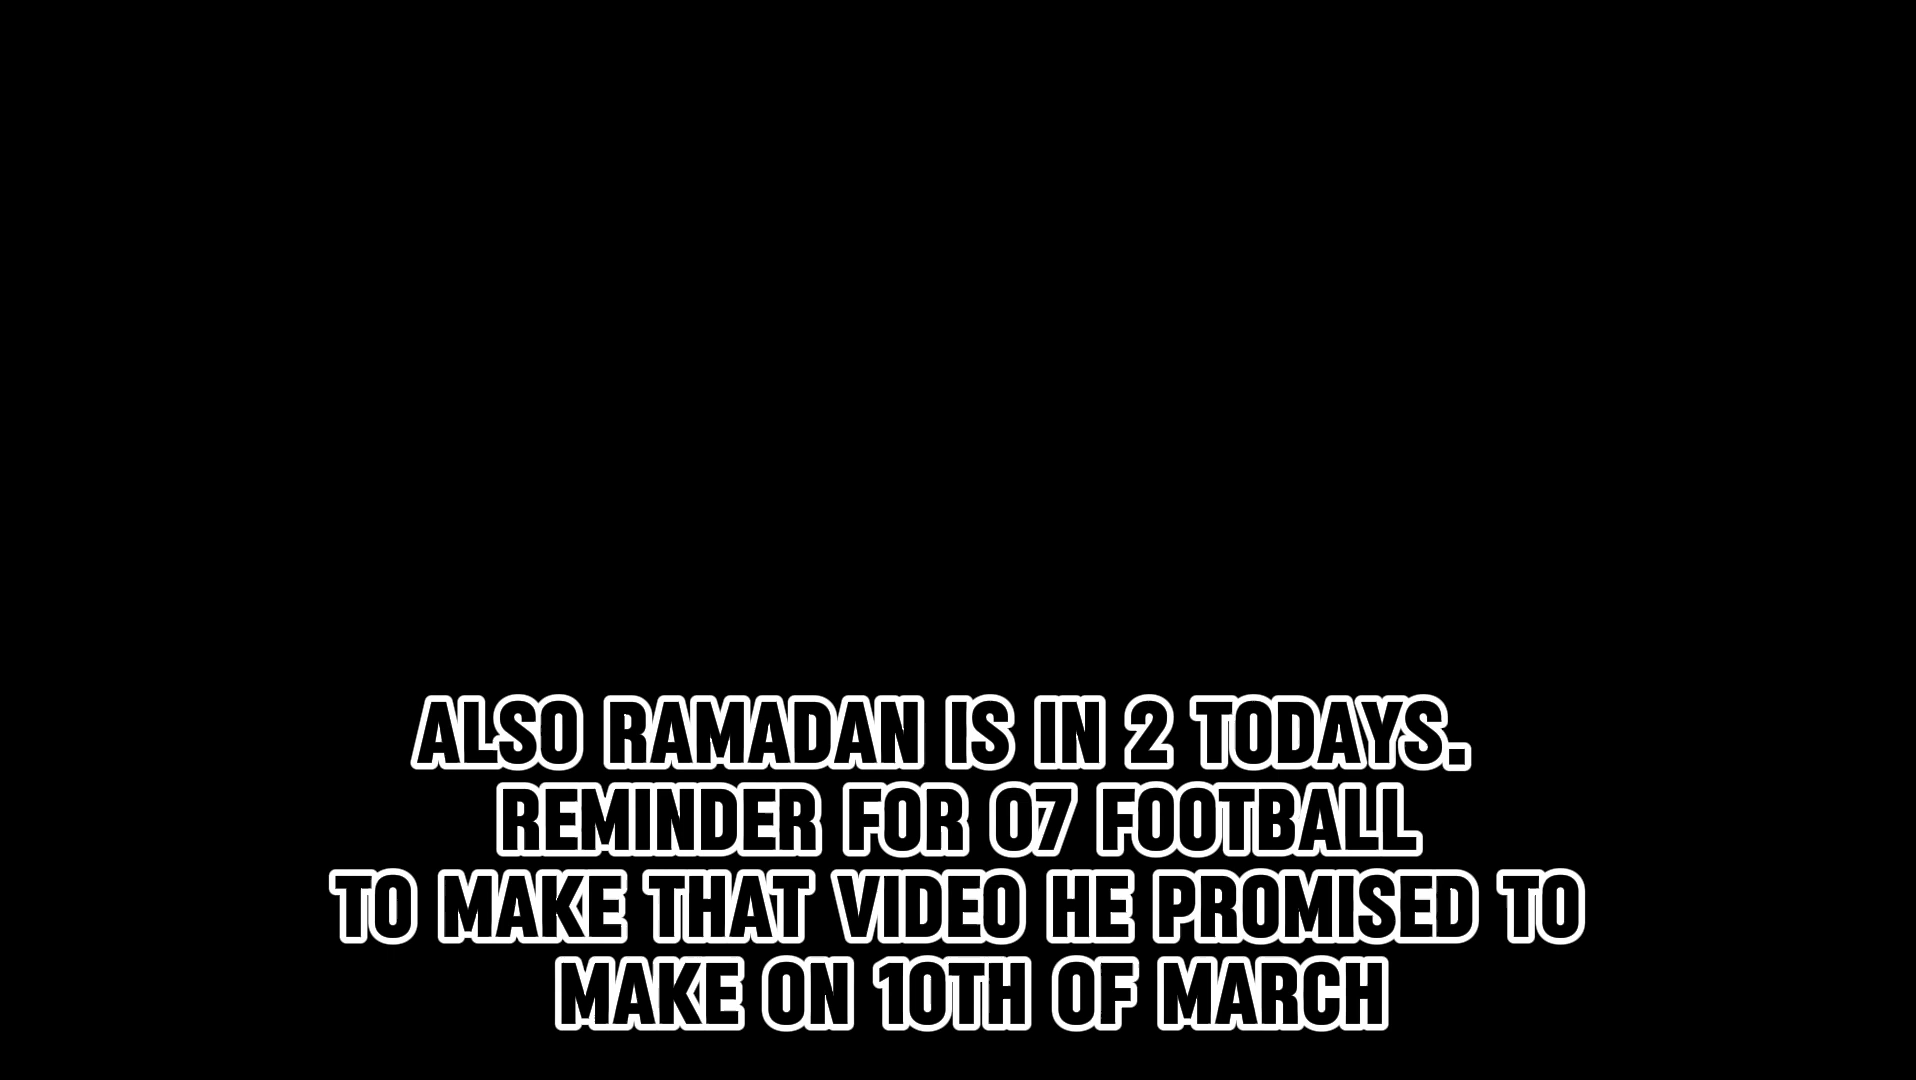 ALSO RAMADAN IS IN 2 TODAYS.
REMINDER FOR 07 FOOTBALL
TO MAKE THAT VIDEO HE PROMISED TO
MAKE ON 10TH OF MARCH